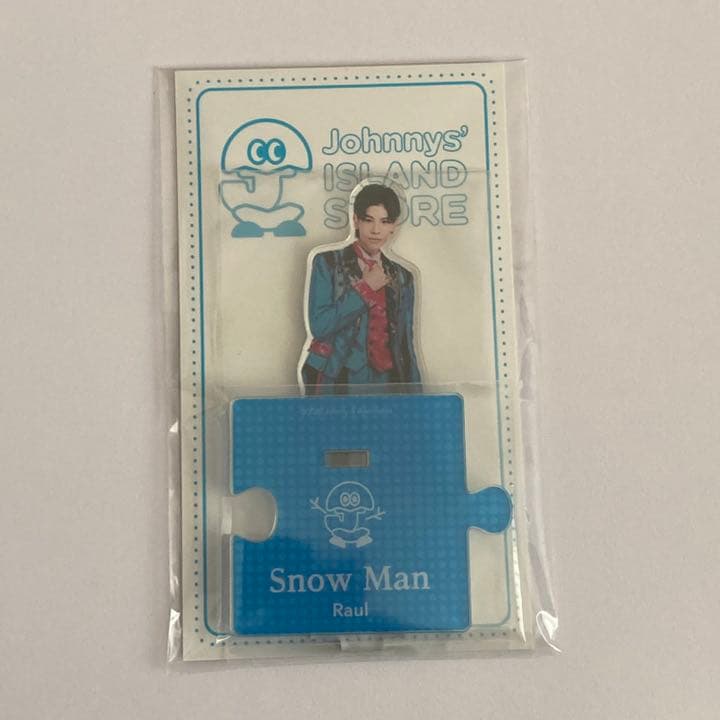 Johnnys'
ISLAND
STORE
Snow Man
Raul